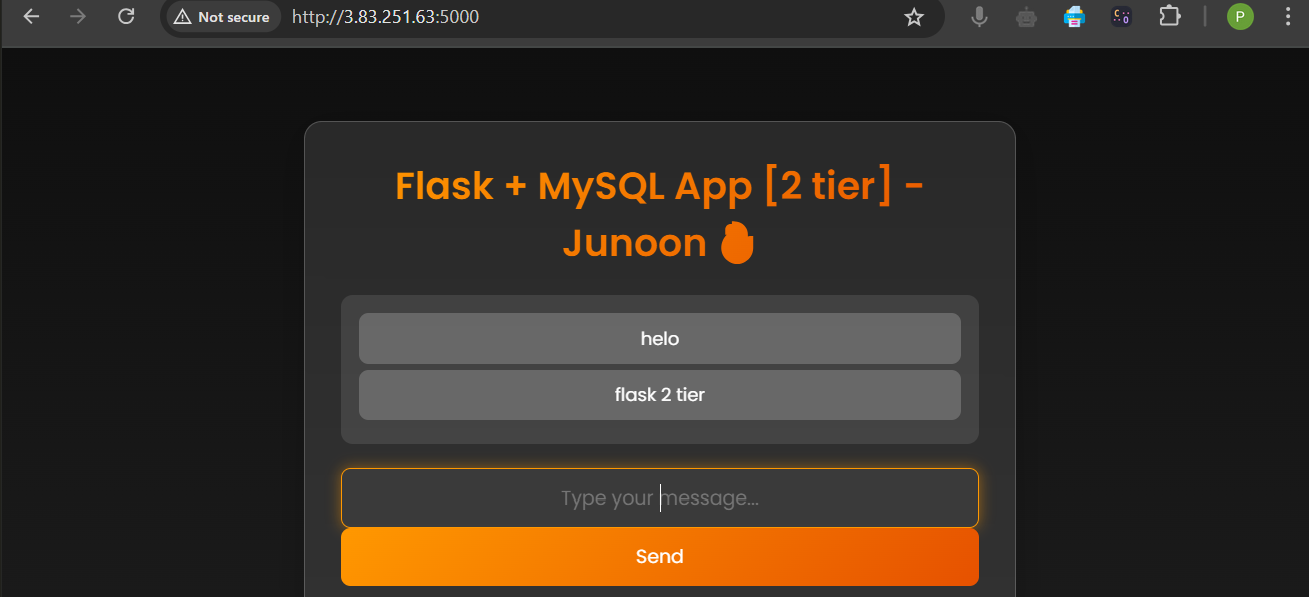 Not secure
http://3.83.251.63:5000
P
Flask + MySQL App [2 tier] -
Junoon
helo
flask 2 tier
Type your message...
Send